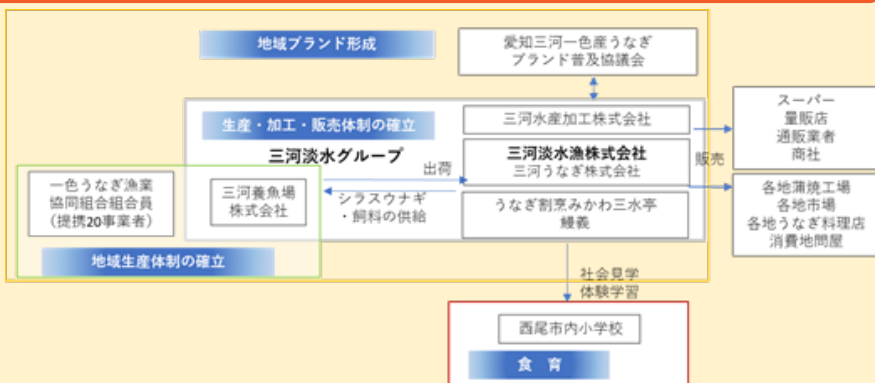 地域ブランド形成
愛知三河一色産うなぎ
ブランド普及協議会
生産・加工・販売体制の確立
三河淡水グループ
三河水産加工株式会社
三河淡水漁株式会社
三河うなぎ株式会社
うなぎ割烹みかわ三水亭
鰻義
出荷
シラスウナギ
・飼料の供給
三河養魚場
株式会社
一色うなぎ漁業
協同組合組合員
(提携20事業者)
地域生産体制の確立
販売
スーパー
量販店
通販業者
商社
各地蒲焼工場
各地市場
各地うなぎ料理店
消費地問屋
社会見学
体験学習
西尾市内小学校
食 育